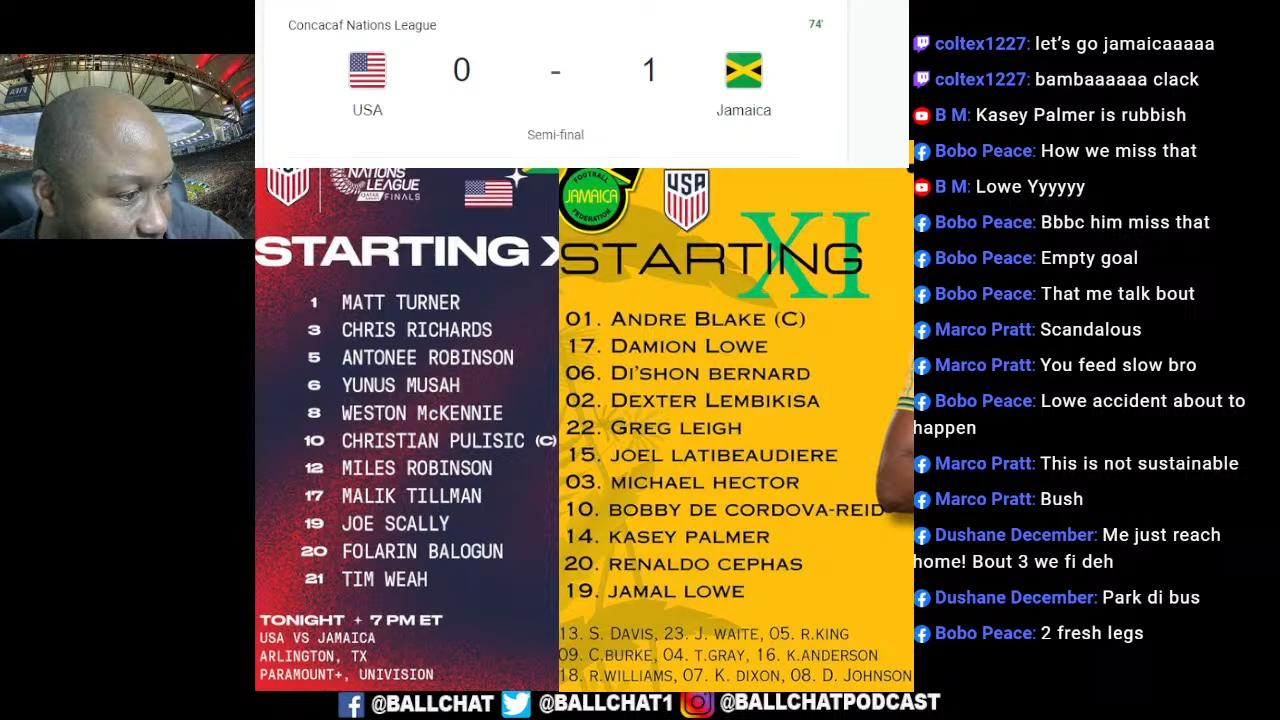 Concacaf Nations League
74'
0 - 1
USA
Jamaica
Semi-final
NATIONS
LEAGUE
FINALS
STARTING X
1 MATT TURNER
3 CHRIS RICHARDS
5 ANTONEE ROBINSON
6 YUNUS MUSAH
8 WESTON McKENNIE
10 CHRISTIAN PULISIC (C)
12 MILES ROBINSON
17 MALIK TILLMAN
19 JOE SCALLY
20 FOLARIN BALOGUN
21 TIM WEAH
TONIGHT + 7 PM ET
USA VS JAMAICA
ARLINGTON, TX
PARAMOUNT+, UNIVISION
FOOTBALL
JAMAICA
FEDERATION
USA
STARTING
XI
01. ANDRE BLAKE (C)
17. DAMION LOWE
06. DI'SHON BERNARD
02. DEXTER LEMBIKISA
22. GREG LEIGH
15. JOEL LATIBEAUDIERE
03. MICHAEL HECTOR
10. BOBBY DE CORDOVA-REID
14. KASEY PALMER
20. RENALDO CEPHAS
19. JAMAL LOWE
13. S. DAVIS, 23. J. WAITE, 05. R.KING
09. C.BURKE, 04. T.GRAY, 16. K.ANDERSON
18. R.WILLIAMS, 07. K. DIXON, 08. D. JOHNSON
coltex1227: let's go jamaicaaaaa
coltex1227: bambaaaaaa clack
B M: Kasey Palmer is rubbish
Bobo Peace: How we miss that
B M: Lowe Yyyyyy
Bobo Peace: Bbbc him miss that
Bobo Peace: Empty goal
Bobo Peace: That me talk bout
Marco Pratt: Scandalous
Marco Pratt: You feed slow bro
Bobo Peace: Lowe accident about to
happen
Marco Pratt: This is not sustainable
Marco Pratt: Bush
Dushane December: Me just reach
home! Bout 3 we fi deh
Dushane December: Park di bus
Bobo Peace: 2 fresh legs
@BALLCHAT @BALLCHAT1 @BALLCHATPODCAST